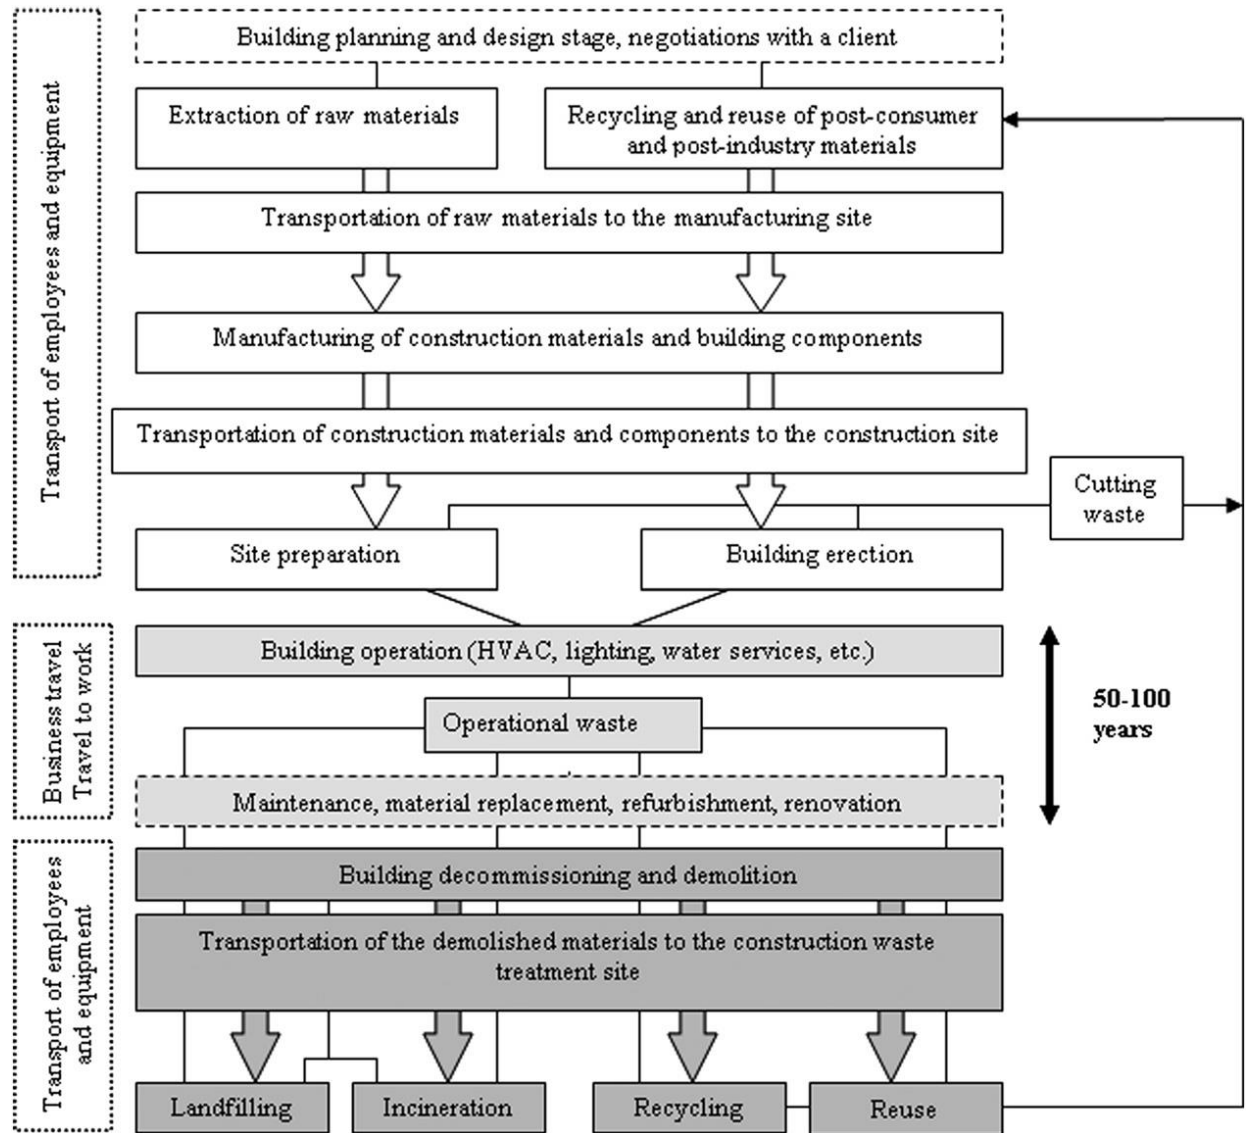 Building planning and design stage, negotiations with a client
Transport of employees and equipment
Extraction of raw materials
Recycling and reuse of post-consumer
and post-industry materials
Transportation of raw materials to the manufacturing site
Manufacturing of construction materials and building components
Transportation of construction materials and components to the construction site
Cutting
waste
Site preparation
Building erection
Business travel
Travel to work
Building operation (HVAC, lighting, water services, etc.)
Operational waste
50-100
years
Maintenance, material replacement, refurbishment, renovation
Transport of employees
and equipment
Building decommissioning and demolition
Transportation of the demolished materials to the construction waste
treatment site
Landfilling
Incineration
Recycling
Reuse